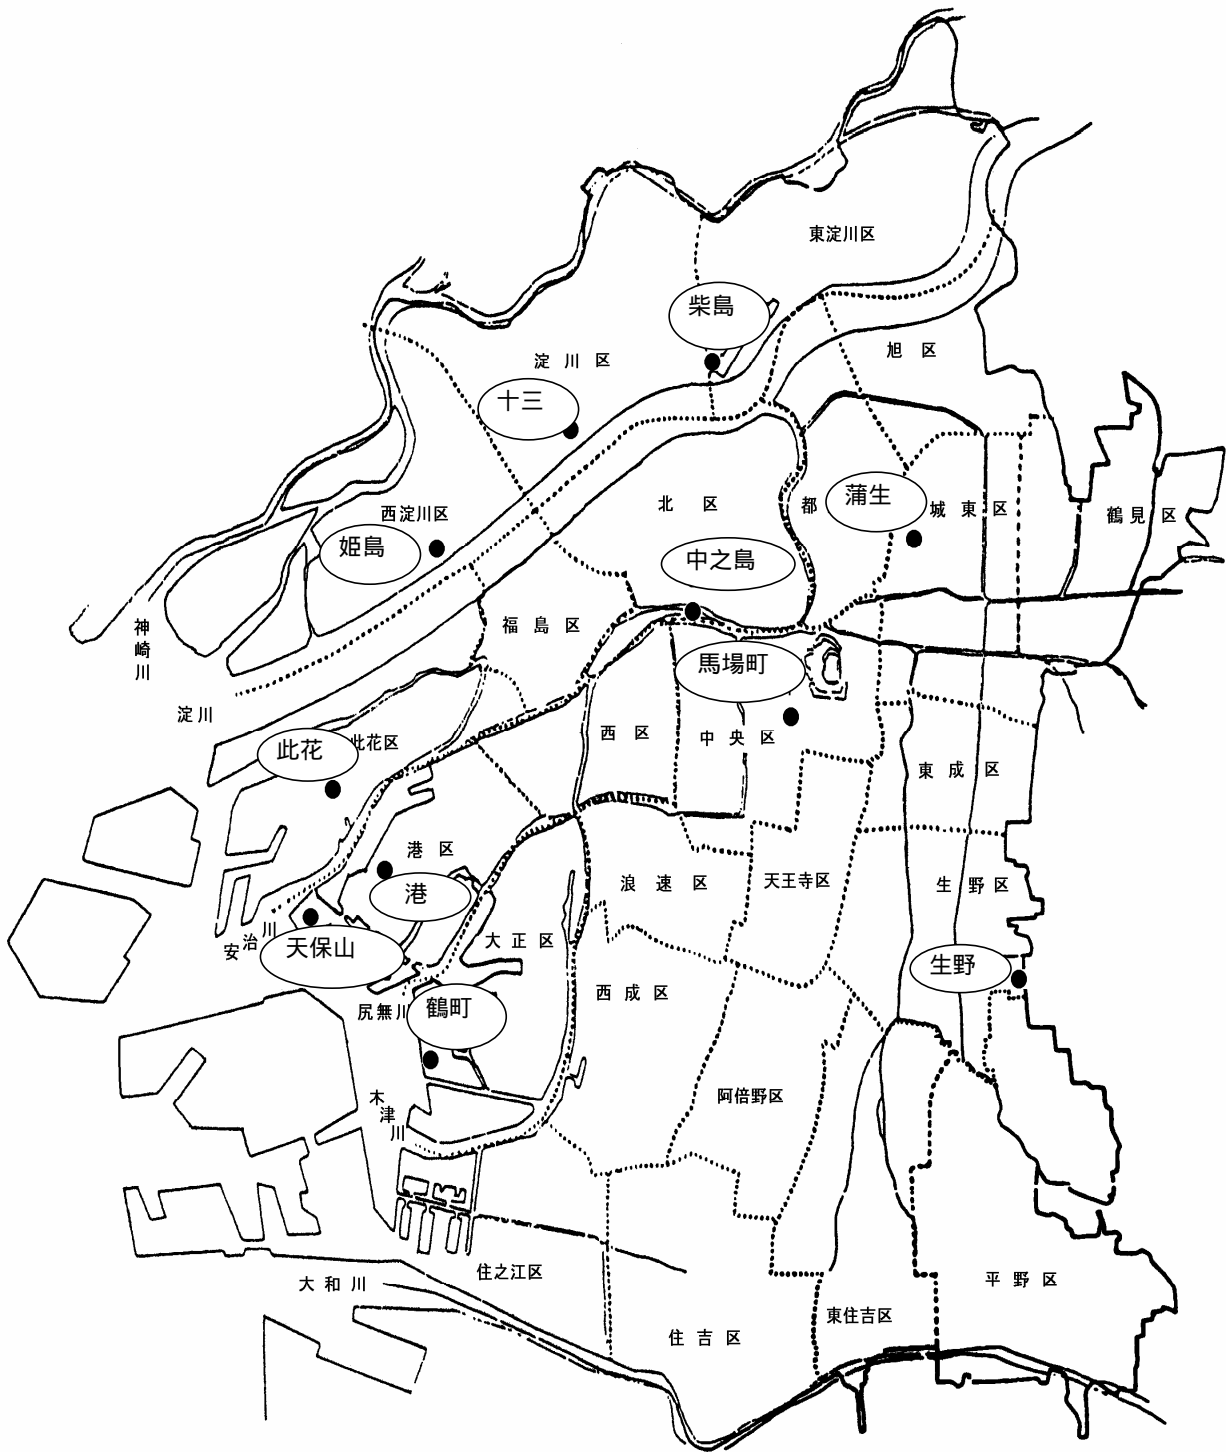 東淀川区
柴島
旭区
淀川区
十三
蒲生
北区
都
城東区
鶴見区
西淀川区
姫島
中之島
神崎川
福島区
馬場町
淀川
西区
中央区
此花
此花区
東成区
港区
港
浪速区
天王寺区
生野区
安治川
天保山
大正区
生野
西成区
尻無川
鶴町
阿倍野区
木津川
住之江区
大和川
平野区
東住吉区
住吉区